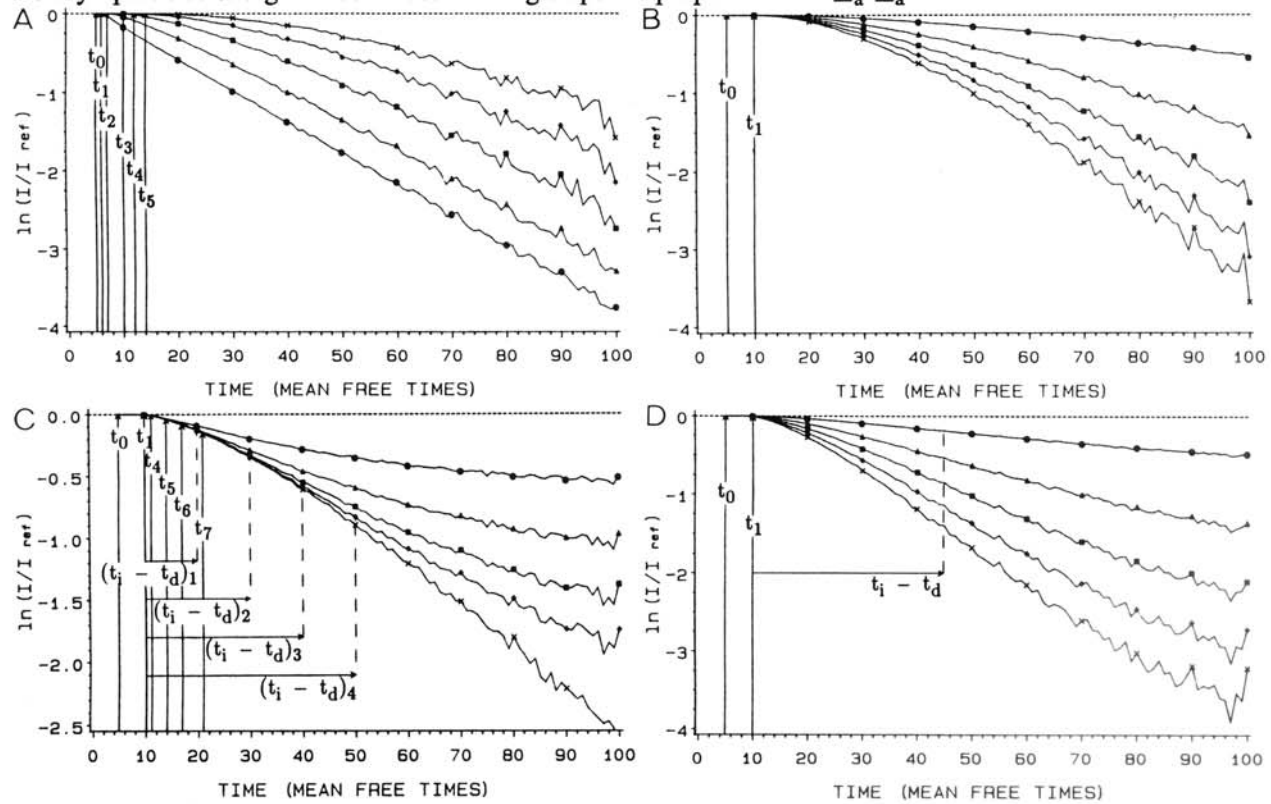 A
0
-1
-2
-3
-4
ln (I/I ref)
t0
t1
t2
t3
t4
t5
0 10 20 30 40 50 60 70 80 90 100
TIME (MEAN FREE TIMES)
B
0
-1
-2
-3
-4
ln (I/I ref)
t0
t1
0 10 20 30 40 50 60 70 80 90 100
TIME (MEAN FREE TIMES)
C
0.0
-0.5
-1.0
-1.5
-2.0
-2.5
ln (I/I ref)
t0
t1
t4
t5
t6
t7
(ti - td)1
(ti - td)2
(ti - td)3
(ti - td)4
0 10 20 30 40 50 60 70 80 90 100
TIME (MEAN FREE TIMES)
D
0
-1
-2
-3
-4
ln (I/I ref)
t0
t1
ti - td
0 10 20 30 40 50 60 70 80 90 100
TIME (MEAN FREE TIMES)